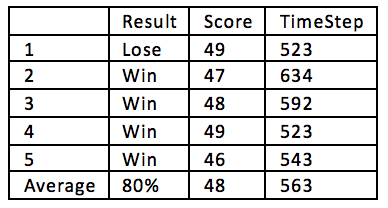 Result Score TimeStep
1 Lose 49 523
2 Win 47 634
3 Win 48 592
4 Win 49 523
5 Win 46 543
Average 80% 48 563